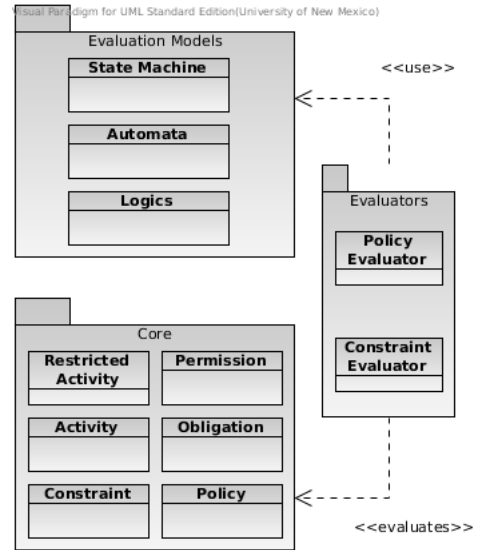 Visual Paradigm for UML Standard Edition(University of New Mexico)
Evaluation Models
State Machine
<<use>>
Automata
Logics
Evaluators
Policy
Evaluator
Constraint
Evaluator
Core
Restricted
Activity
Permission
Activity
Obligation
Constraint
Policy
<<evaluates>>